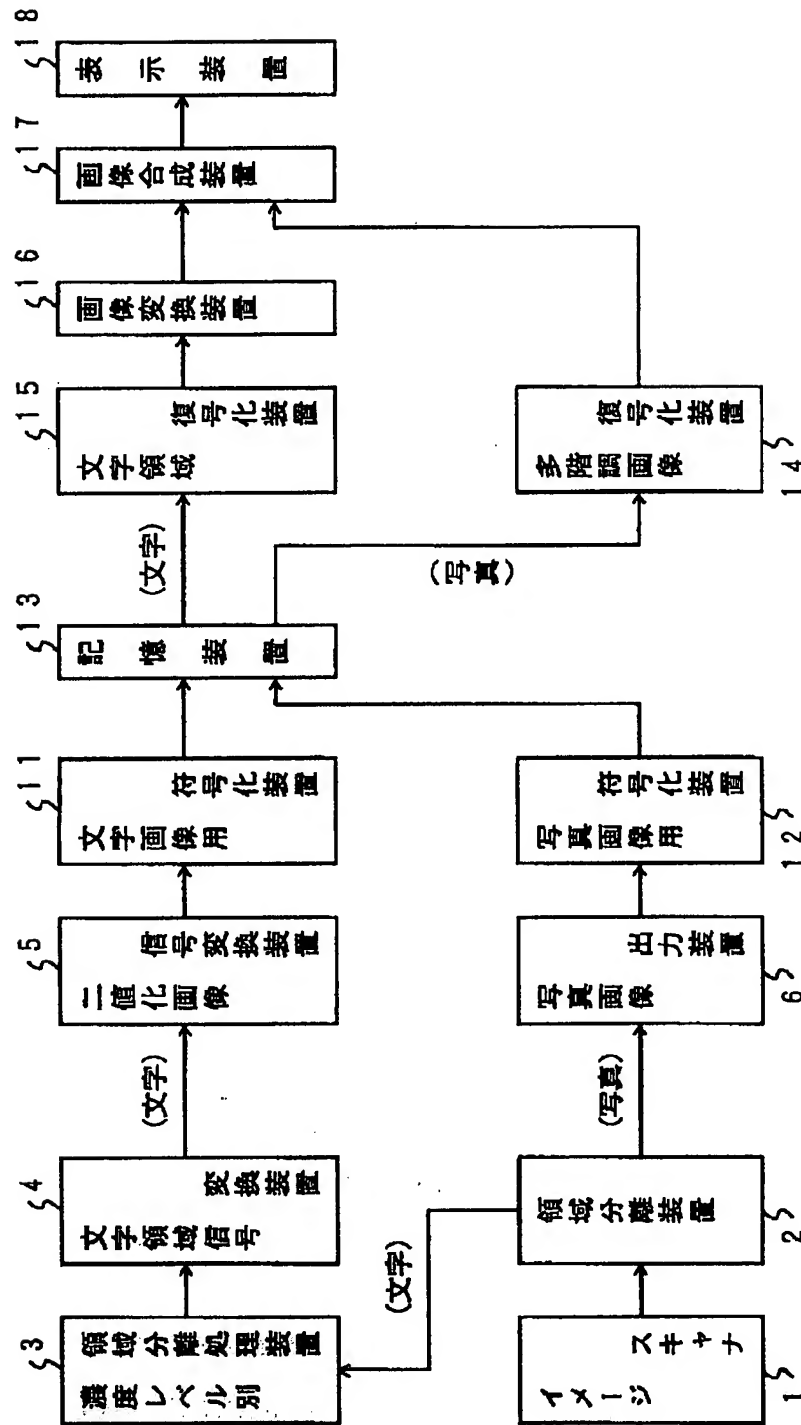 3
濃度レベル別
領域分離処理装置
4
文字領域信号
変換装置
(文字)
5
二値化画像
信号変換装置
11
文字画像用
符号化装置
13
記憶装置
(文字)
15
文字領域
復号化装置
16
画像変換装置
17
画像合成装置
18
表示装置
(文字)
(写真)
イメージ
スキャナ
1
領域分離装置
2
(写真)
写真画像
出力装置
6
写真画像用
符号化装置
12
多階調画像
復号化装置
14